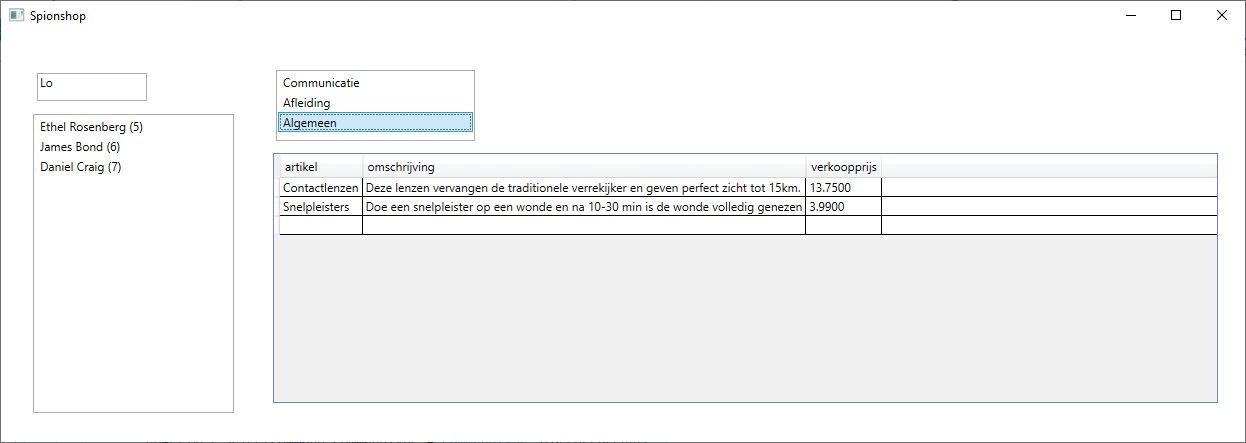 Spionshop
Lo
Ethel Rosenberg (5)
James Bond (6)
Daniel Craig (7)
Communicatie
Afleiding
Algemeen
artikel omschrijving verkoopprijs
Contactlenzen Deze lenzen vervangen de traditionele verrekijker en geven perfect zicht tot 15km. 13.7500
Snelpleisters Doe een snelpleister op een wonde en na 10-30 min is de wonde volledig genezen 3.9900